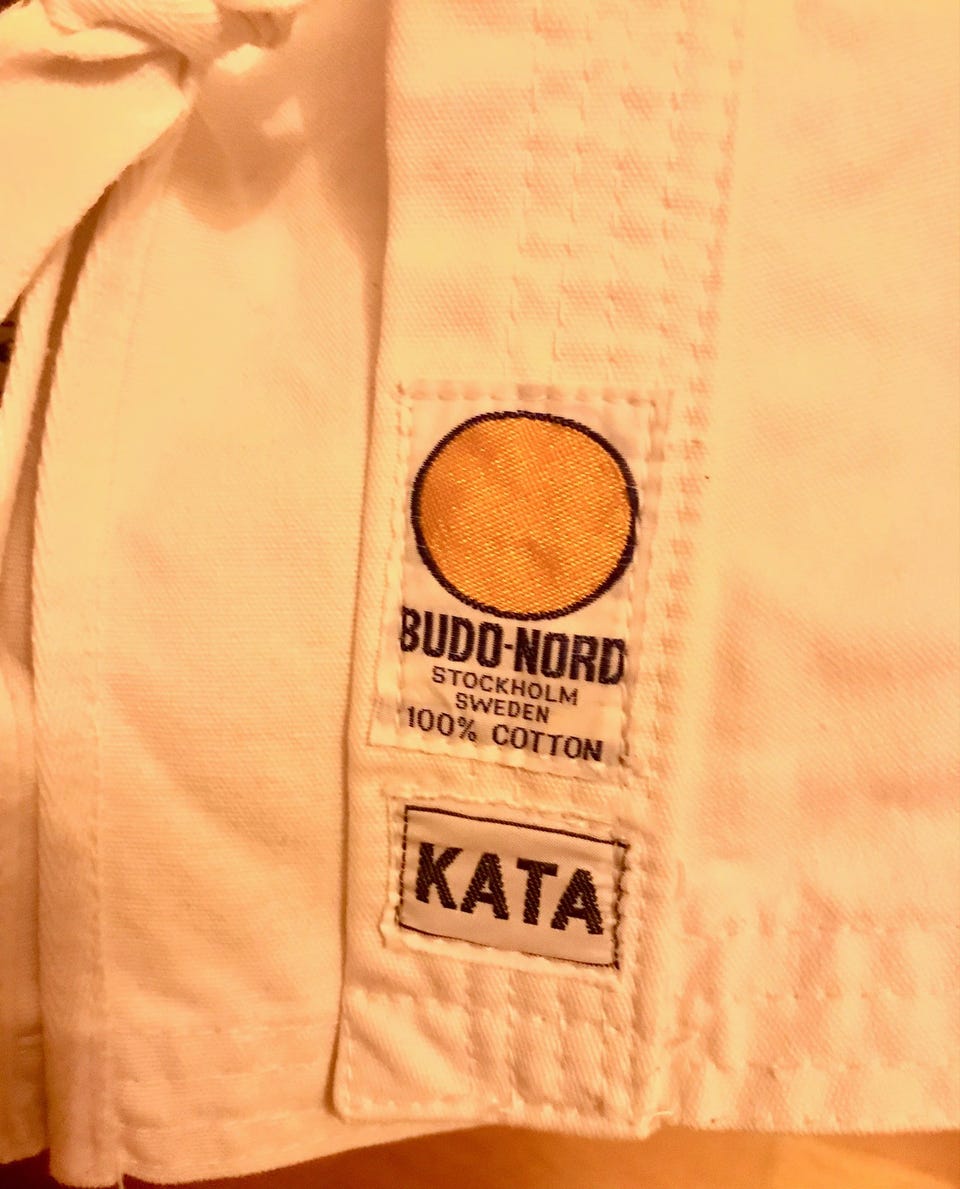 BUDO-NORD
STOCKHOLM
SWEDEN
100% COTTON
KATA